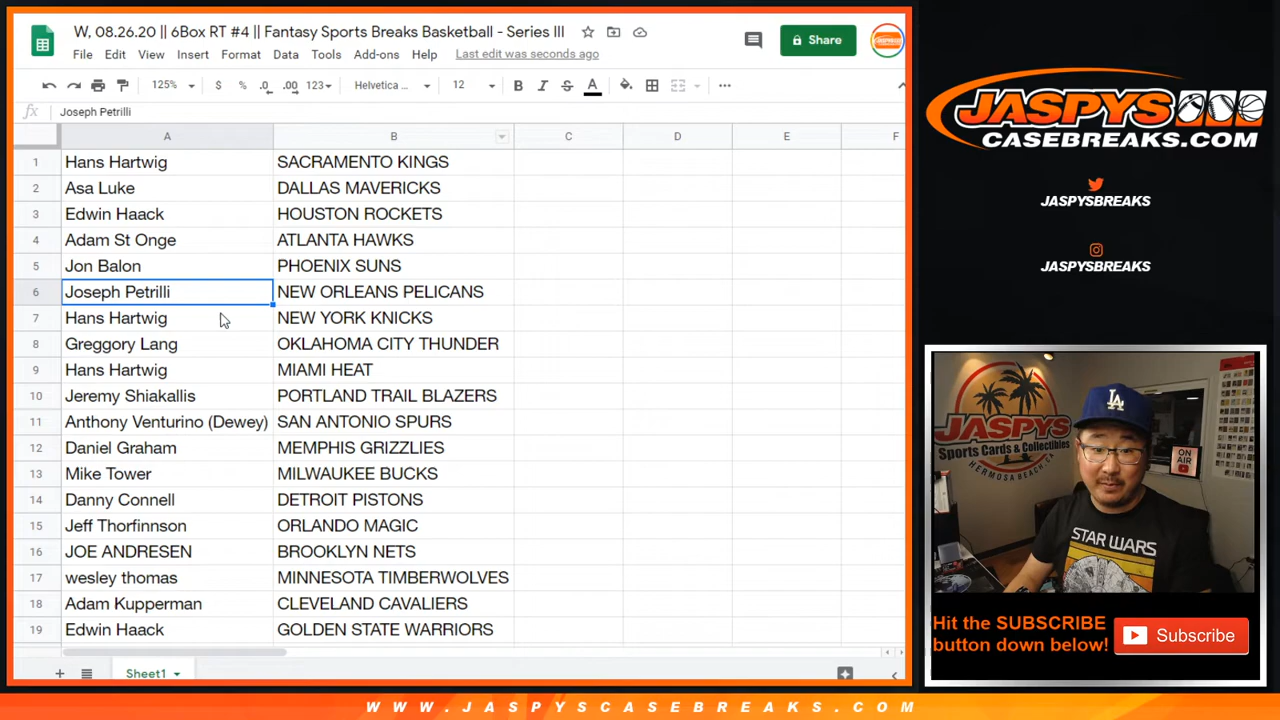 W, 08.26.20 || 6Box RT #4 || Fantasy Sports Breaks Basketball - Series III
File Edit View Insert Format Data Tools Add-ons Help Last edit was seconds ago
Share
125% $ % .0 .00 123 Helvetica ... 12 B I S A ...
fx Joseph Petrilli
A B C D E F
1 Hans Hartwig SACRAMENTO KINGS
2 Asa Luke DALLAS MAVERICKS
3 Edwin Haack HOUSTON ROCKETS
4 Adam St Onge ATLANTA HAWKS
5 Jon Balon PHOENIX SUNS
6 Joseph Petrilli NEW ORLEANS PELICANS
7 Hans Hartwig NEW YORK KNICKS
8 Greggory Lang OKLAHOMA CITY THUNDER
9 Hans Hartwig MIAMI HEAT
10 Jeremy Shiakallis PORTLAND TRAIL BLAZERS
11 Anthony Venturino (Dewey) SAN ANTONIO SPURS
12 Daniel Graham MEMPHIS GRIZZLIES
13 Mike Tower MILWAUKEE BUCKS
14 Danny Connell DETROIT PISTONS
15 Jeff Thorfinnson ORLANDO MAGIC
16 JOE ANDRESEN BROOKLYN NETS
17 wesley thomas MINNESOTA TIMBERWOLVES
18 Adam Kupperman CLEVELAND CAVALIERS
19 Edwin Haack GOLDEN STATE WARRIORS
Sheet1
JASPYS
CASEBREAKS.COM
JASPYSBREAKS
JASPYSBREAKS
JASPYS
Sports Cards & Collectibles
HERMOSA BEACH, CA
LA
ON AIR
STAR WARS
Hit the SUBSCRIBE
button down below!
Subscribe
WWW.JASPYSCASEBREAKS.COM